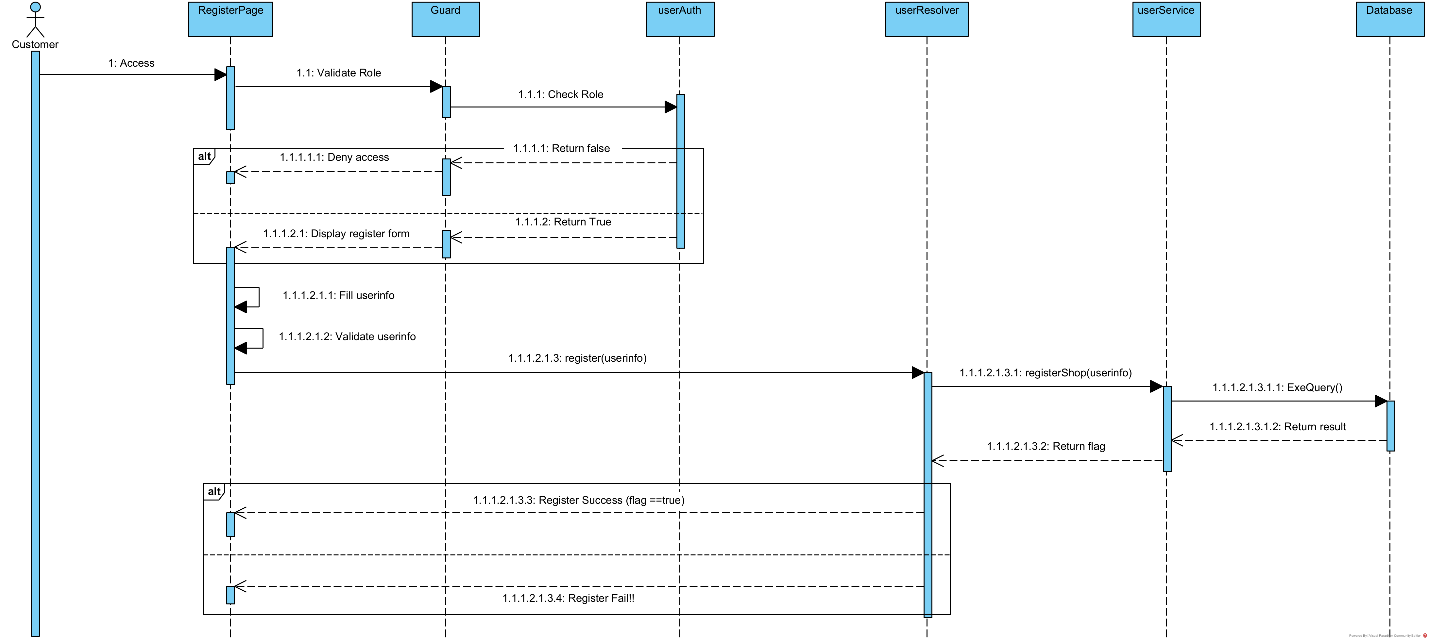 RegisterPage
Guard
userAuth
userResolver
userService
Database
Customer
1: Access
1.1: Validate Role
1.1.1: Check Role
alt
1.1.1.1: Return false
1.1.1.1.1: Deny access
1.1.1.2: Return True
1.1.1.2.1: Display register form
1.1.1.2.1.1: Fill userinfo
1.1.1.2.1.2: Validate userinfo
1.1.1.2.1.3: register(userinfo)
1.1.1.2.1.3.1: registerShop(userinfo)
1.1.1.2.1.3.1.1: ExeQuery()
1.1.1.2.1.3.1.2: Return result
1.1.1.2.1.3.2: Return flag
alt
1.1.1.2.1.3.3: Register Success (flag ==true)
1.1.1.2.1.3.4: Register Fail!!